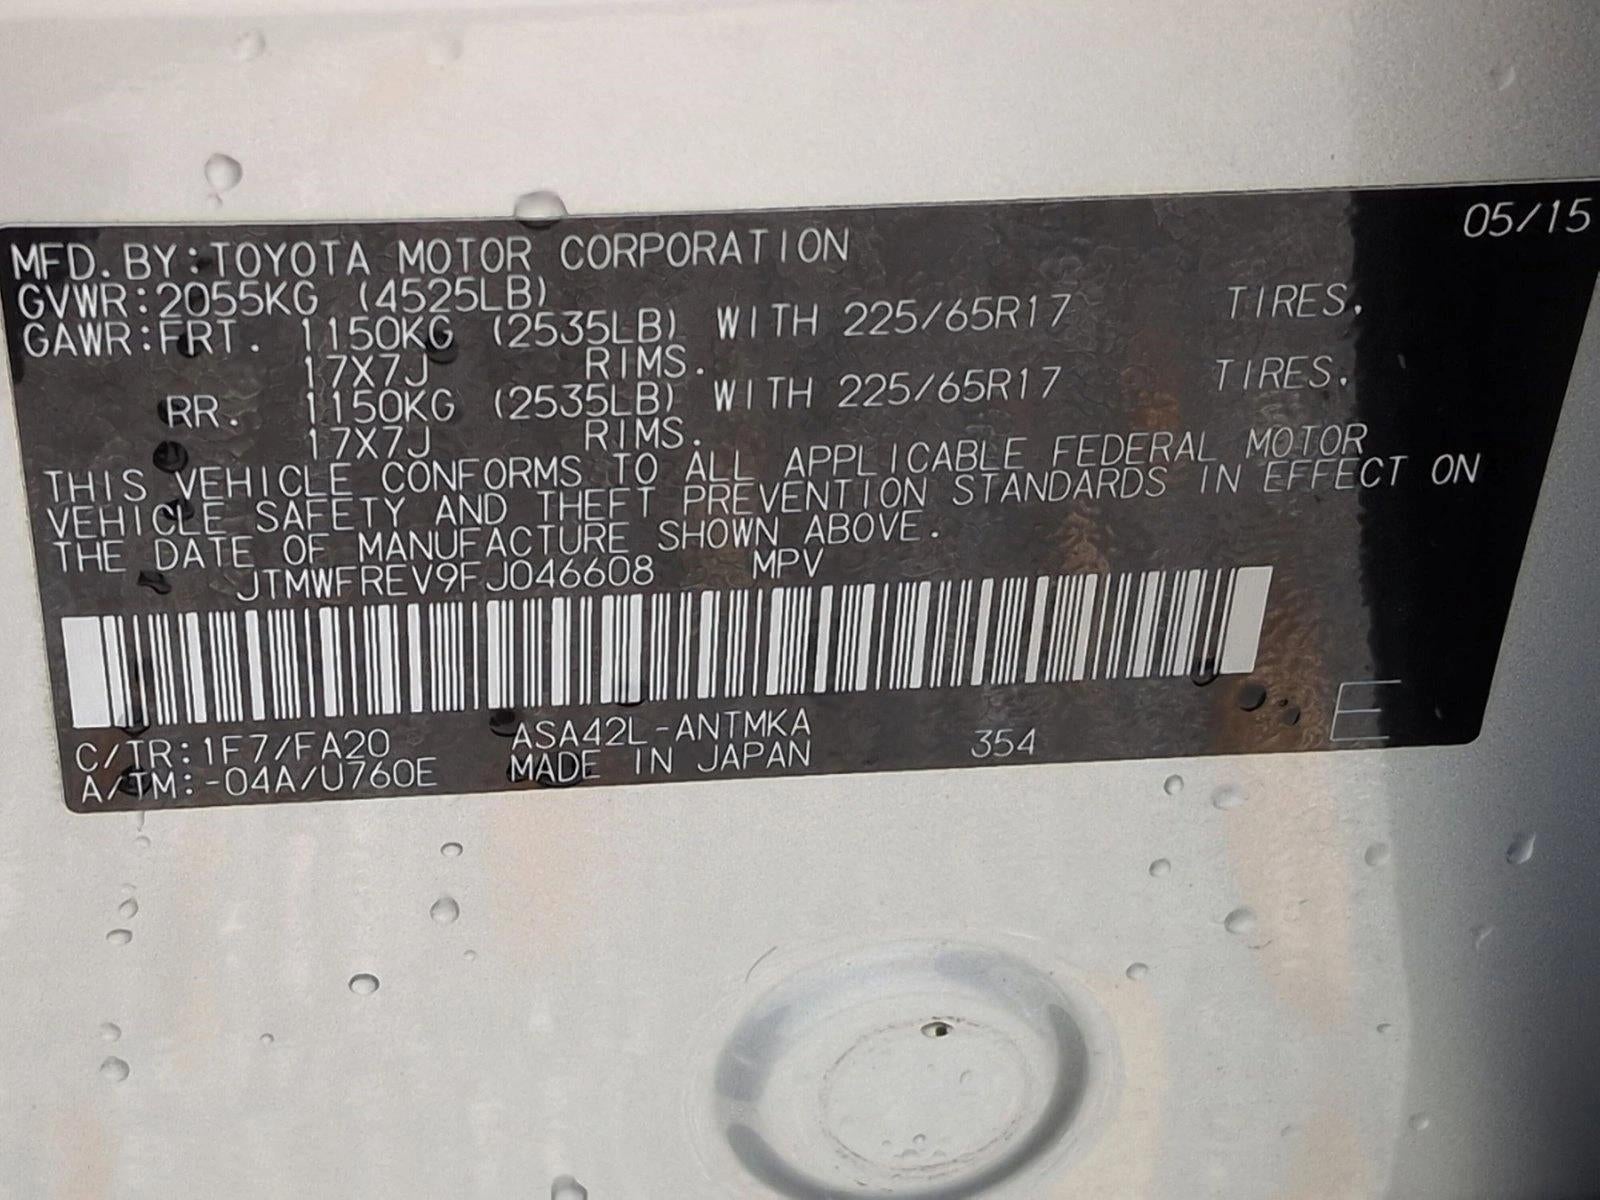 05/15
MFD.BY:TOYOTA MOTOR CORPORATION
GVWR:2055KG (4525LB)
GAWR:FRT. 1150KG (2535LB) WITH 225/65R17 TIRES,
17X7J RIMS.
RR. 1150KG (2535LB) WITH 225/65R17 TIRES,
17X7J RIMS.
THIS VEHICLE CONFORMS TO ALL APPLICABLE FEDERAL MOTOR
VEHICLE SAFETY AND THEFT PREVENTION STANDARDS IN EFFECT ON
THE DATE OF MANUFACTURE SHOWN ABOVE.
JTMWFREV9FJ046608 MPV
C/TR:1F7/FA20 ASA42L-ANTMKA 354 E
A/TM:-04A/U760E MADE IN JAPAN